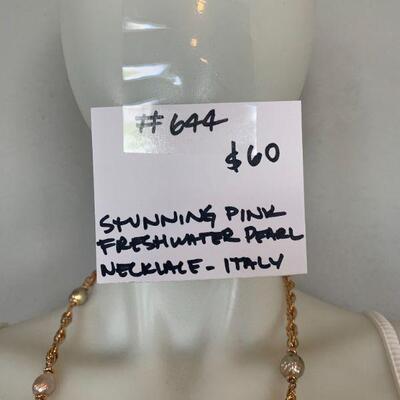 #644
$60
STUNNING PINK
FRESHWATER PEARL
NECKLACE - ITALY